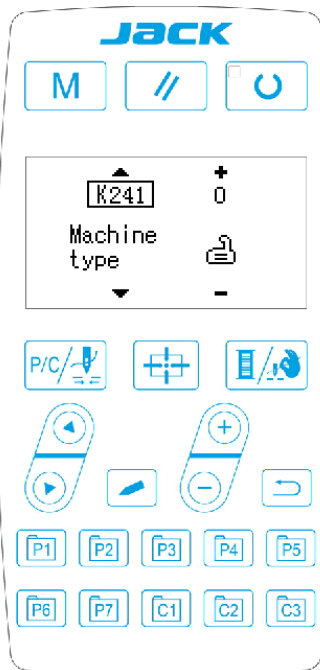 JACK
M
K241 0
Machine
type
P/C
P1 P2 P3 P4 P5
P6 P7 C1 C2 C3